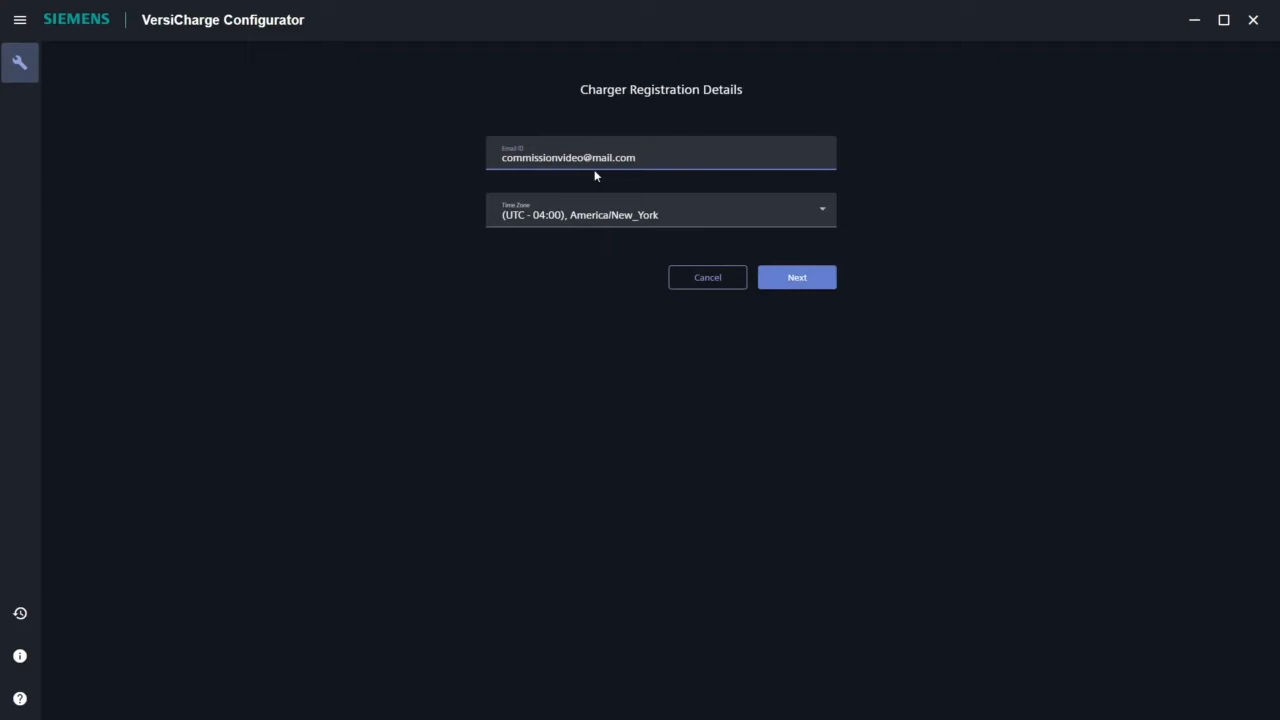 SIEMENS
VersiCharge Configurator
Charger Registration Details
Email ID
commissionvideo@mail.com
Time Zone
(UTC - 04:00), America/New_York
Cancel
Next